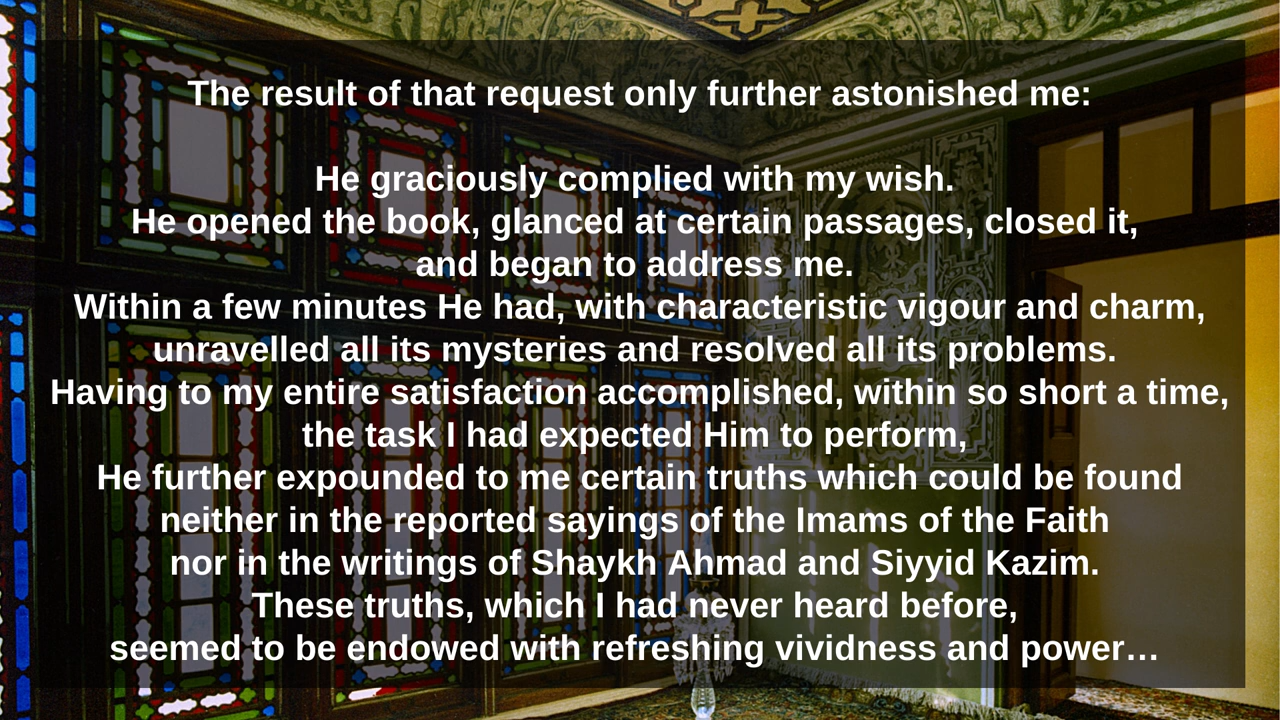 The result of that request only further astonished me:
He graciously complied with my wish.
He opened the book, glanced at certain passages, closed it,
and began to address me.
Within a few minutes He had, with characteristic vigour and charm,
unravelled all its mysteries and resolved all its problems.
Having to my entire satisfaction accomplished, within so short a time,
the task I had expected Him to perform,
He further expounded to me certain truths which could be found
neither in the reported sayings of the Imams of the Faith
nor in the writings of Shaykh Ahmad and Siyyid Kazim.
These truths, which I had never heard before,
seemed to be endowed with refreshing vividness and power…